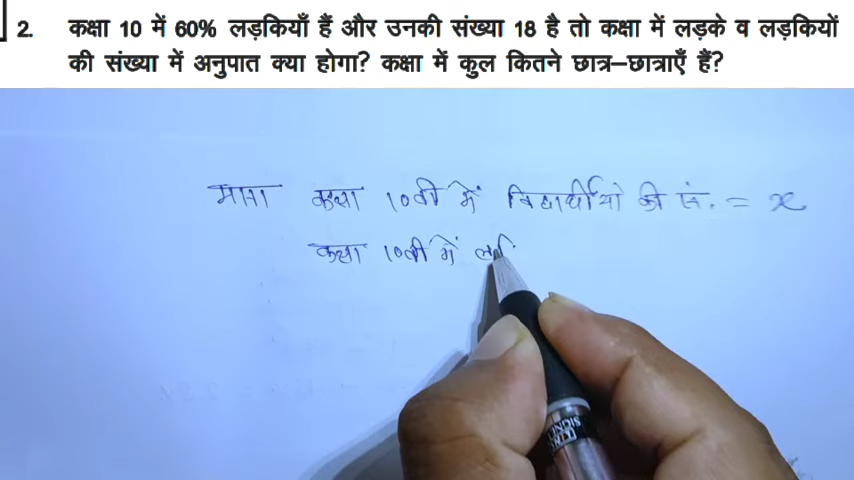 2. कक्षा 10 में 60% लड़कियाँ हैं और उनकी संख्या 18 है तो कक्षा में लड़के व लड़कियों
की संख्या में अनुपात क्या होगा? कक्षा में कुल कितने छात्र–छात्राएँ हैं?
माना कक्षा 10वी में विद्यार्थीयो की सं. = x
कक्षा 10वी में